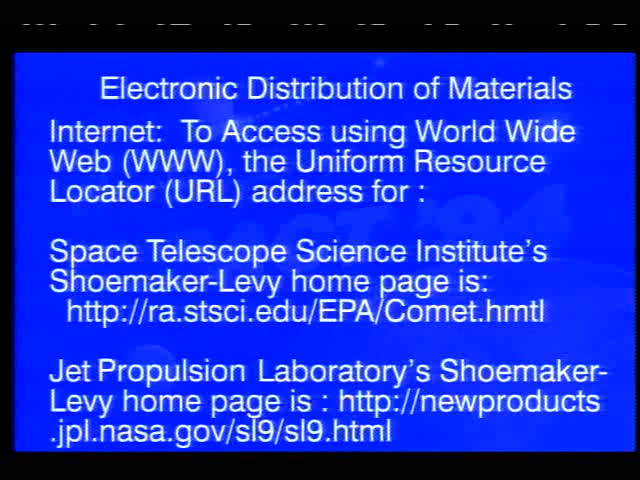 Electronic Distribution of Materials
Internet: To Access using World Wide
Web (WWW), the Uniform Resource
Locator (URL) address for :
Space Telescope Science Institute's
Shoemaker-Levy home page is:
http://ra.stsci.edu/EPA/Comet.hmtl
Jet Propulsion Laboratory's Shoemaker-
Levy home page is : http://newproducts
.jpl.nasa.gov/sl9/sl9.html